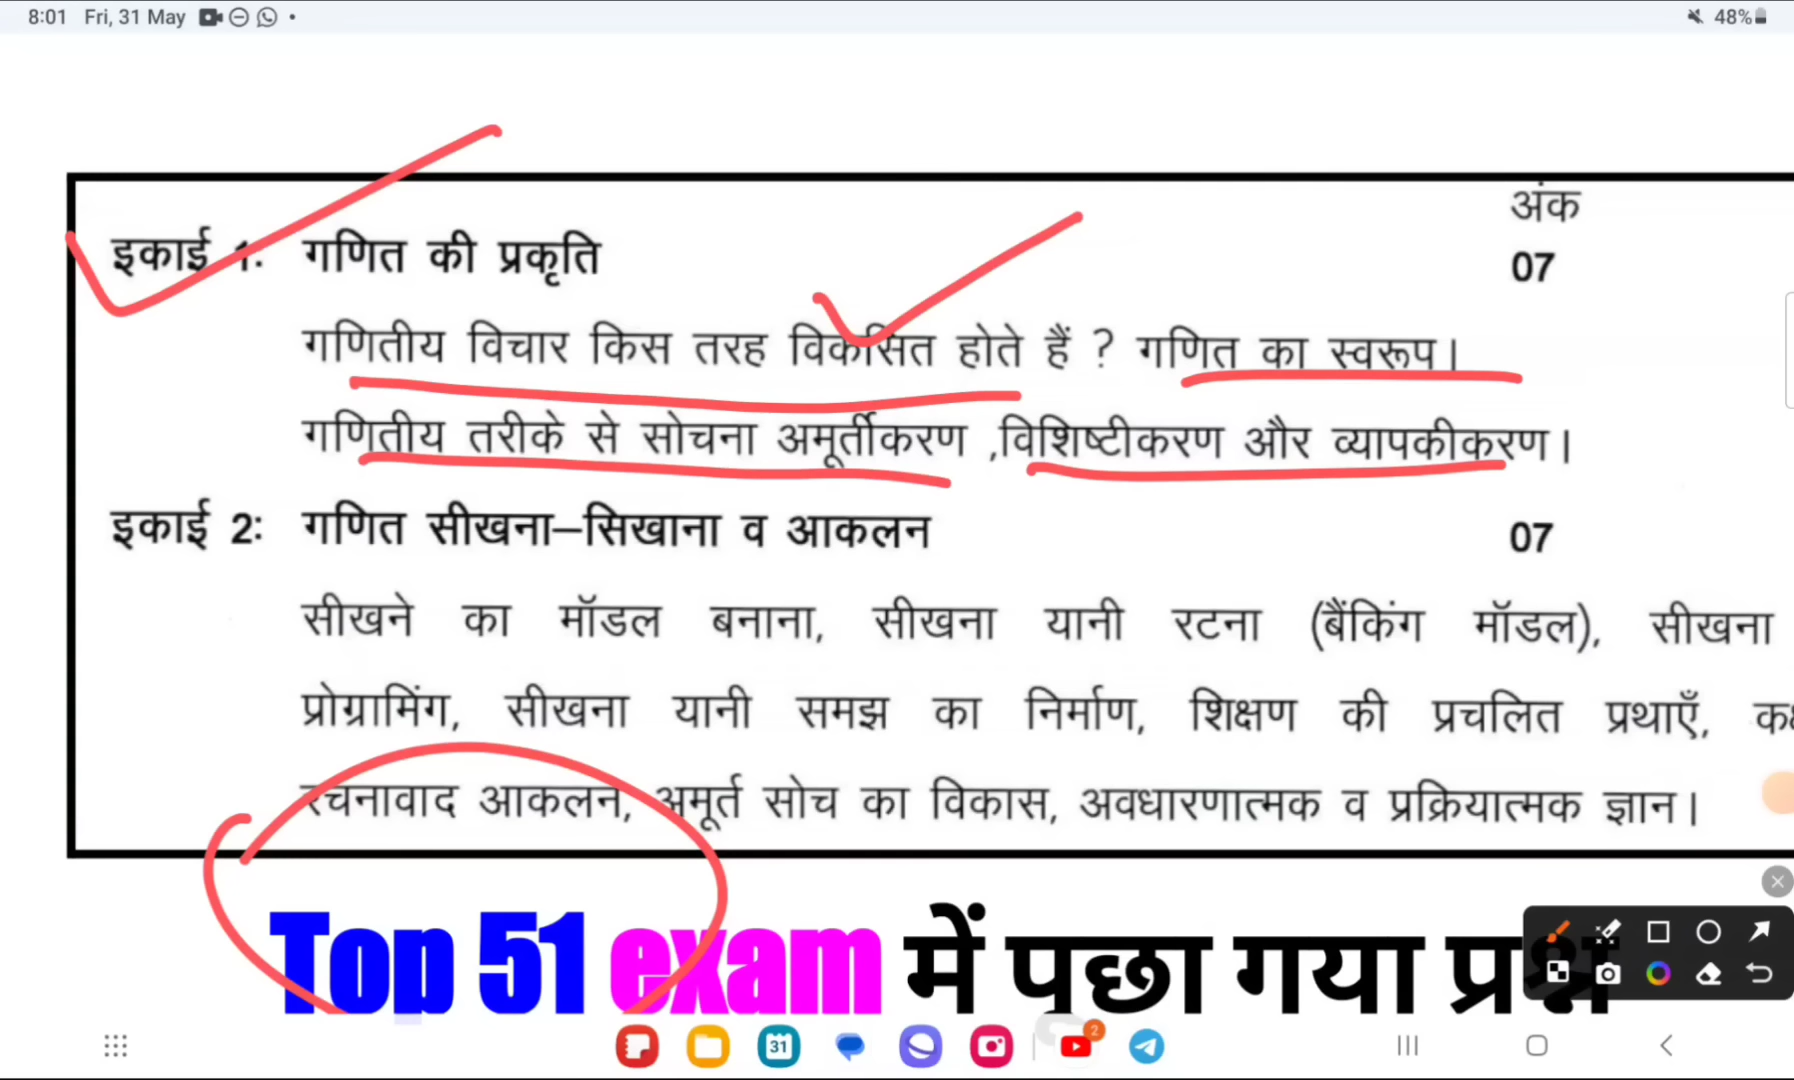 8:01 Fri, 31 May
48%
अंक
इकाई 1: गणित की प्रकृति 07
गणितीय विचार किस तरह विकसित होते हैं ? गणित का स्वरूप।
गणितीय तरीके से सोचना अमूर्तीकरण ,विशिष्टीकरण और व्यापकीकरण।
इकाई 2: गणित सीखना–सिखाना व आकलन 07
सीखने का मॉडल बनाना, सीखना यानी रटना (बैंकिंग मॉडल), सीखना
प्रोग्रामिंग, सीखना यानी समझ का निर्माण, शिक्षण की प्रचलित प्रथाएँ,
रचनावाद आकलन, अमूर्त सोच का विकास, अवधारणात्मक व प्रक्रियात्मक ज्ञान।
Top 51 exam में पुछा गया प्रश्न
31
2